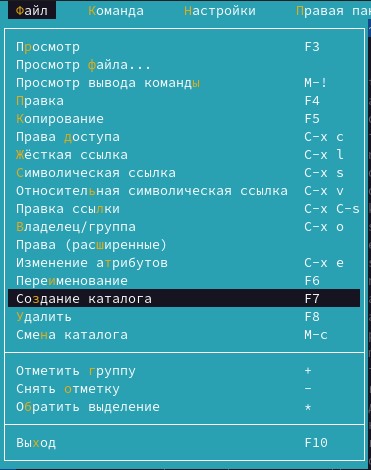 Файл Команда Настройки Правая
Просмотр F3
Просмотр файла...
Просмотр вывода команды M-!
Правка F4
Копирование F5
Права доступа C-x c
Жёсткая ссылка C-x l
Символическая ссылка C-x s
Относительная символическая ссылка C-x v
Правка ссылки C-x C-s
Владелец/группа C-x o
Права (расширенные)
Изменение атрибутов C-x e
Переименование F6
Создание каталога F7
Удалить F8
Смена каталога M-c
Отметить группу +
Снять отметку -
Обратить выделение *
Выход F10